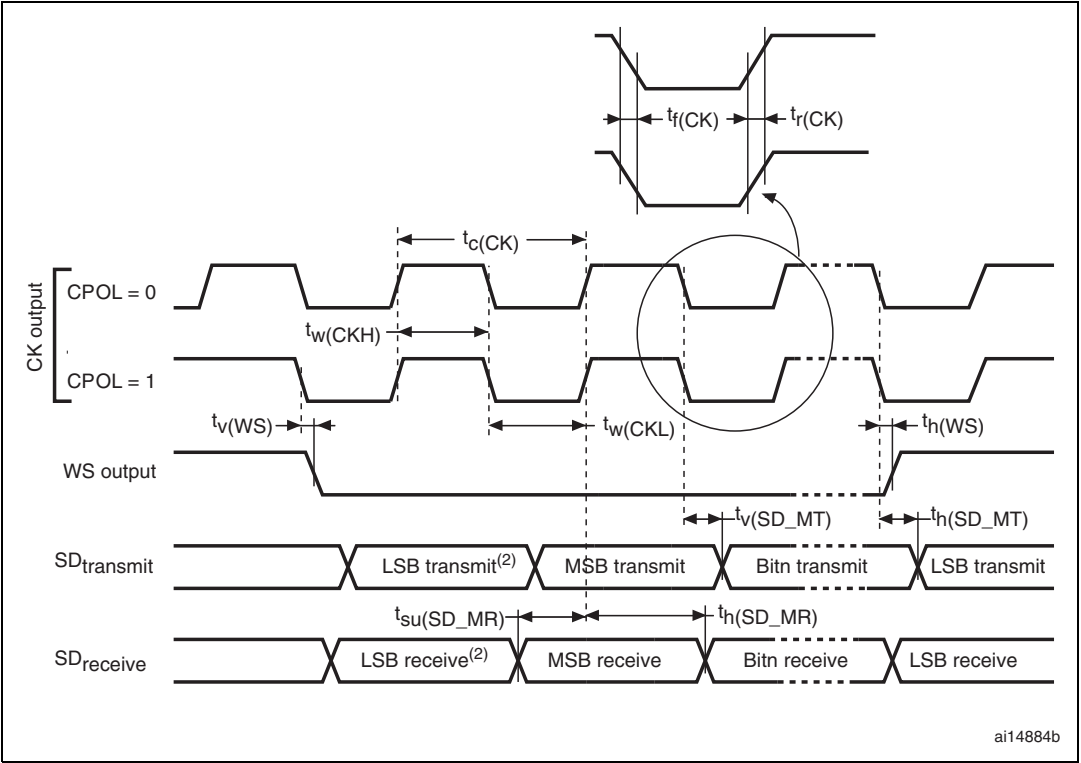 tf(CK)
tr(CK)
tc(CK)
CK output
CPOL = 0
tw(CKH)
CPOL = 1
tv(WS)
tw(CKL)
th(WS)
WS output
tv(SD_MT)
th(SD_MT)
SDtransmit
LSB transmit(2)
MSB transmit
Bitn transmit
LSB transmit
tsu(SD_MR)
th(SD_MR)
SDreceive
LSB receive(2)
MSB receive
Bitn receive
LSB receive
ai14884b